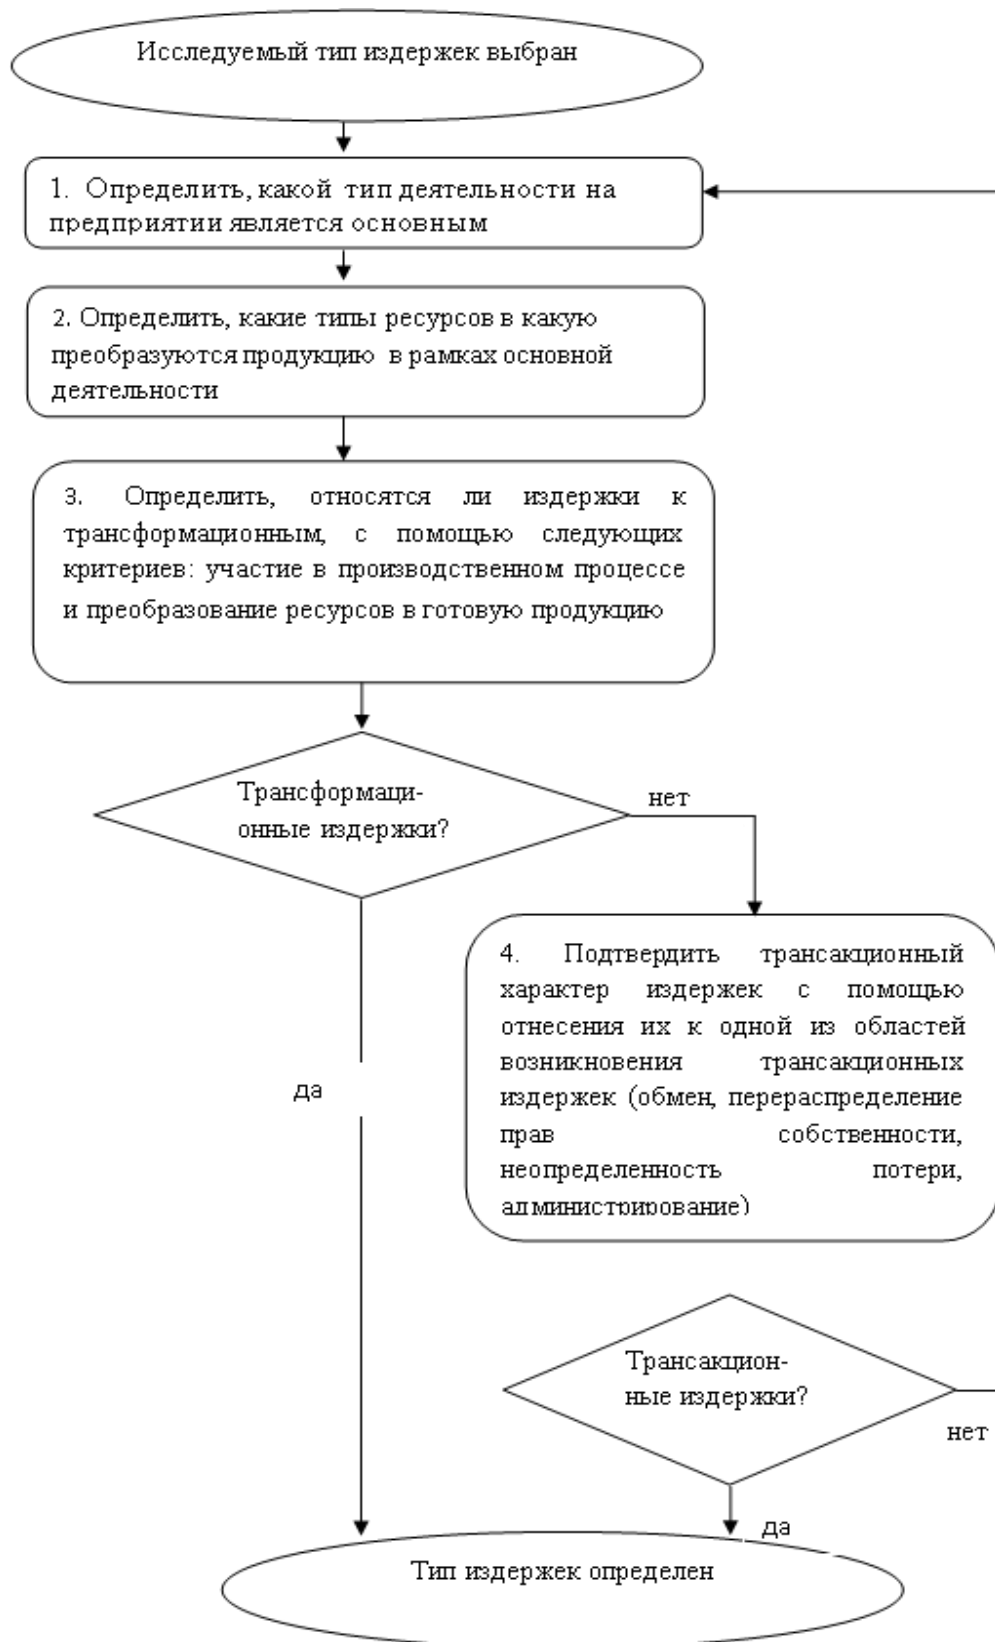 Исследуемый тип издержек выбран
1. Определить, какой тип деятельности на
предприятии является основным
2. Определить, какие типы ресурсов в какую
преобразуются продукцию в рамках основной
деятельности
3. Определить, относятся ли издержки к
трансформационным, с помощью следующих
критериев: участие в производственном процессе
и преобразование ресурсов в готовую продукцию
Трансформаци-
онные издержки?
нет
4. Подтвердить трансакционный
характер издержек с помощью
отнесения их к одной из областей
возникновения трансакционных
издержек (обмен, перераспределение
прав собственности,
неопределенность потери,
администрирование)
да
Трансакцион-
ные издержки?
нет
да
Тип издержек определен